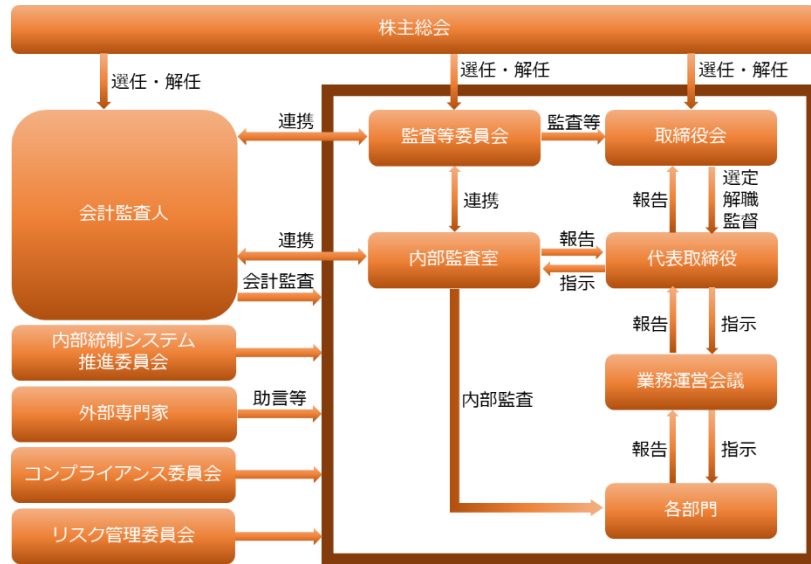 株主総会
選任・解任
選任・解任
選任・解任
連携
監査等委員会
監査等
取締役会
会計監査人
連携
報告
選定
解職
監督
連携
内部監査室
報告
指示
代表取締役
会計監査
内部統制システム
推進委員会
報告
指示
業務運営会議
外部専門家
助言等
内部監査
コンプライアンス委員会
報告
指示
リスク管理委員会
各部門